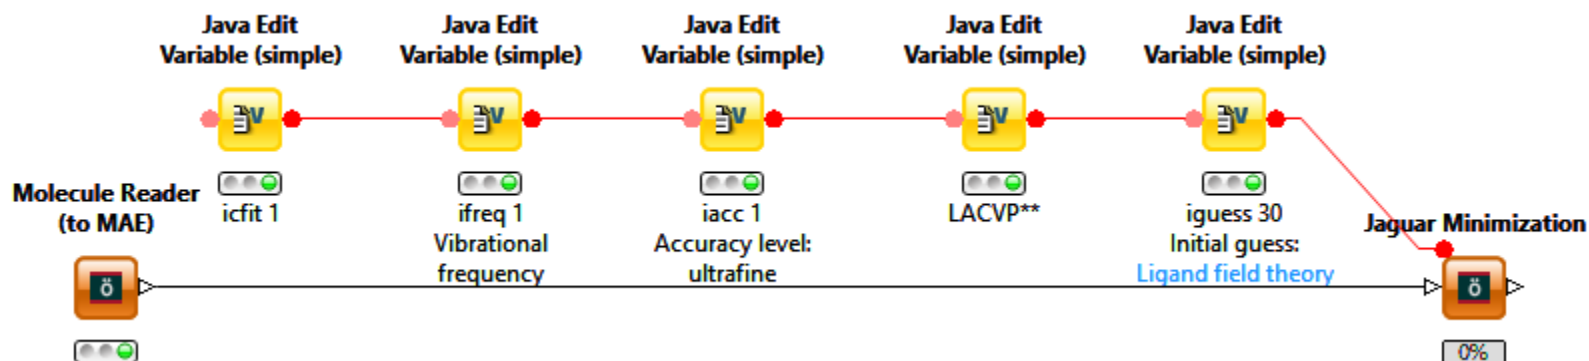 Java Edit
Variable (simple)
Java Edit
Variable (simple)
Java Edit
Variable (simple)
Java Edit
Variable (simple)
Java Edit
Variable (simple)
V
V
V
V
V
Molecule Reader
(to MAE)
icfit 1
ifreq 1
Vibrational
frequency
iacc 1
Accuracy level:
ultrafine
LACVP**
iguess 30
Initial guess:
Ligand field theory
Jaguar Minimization
ö
ö
0%